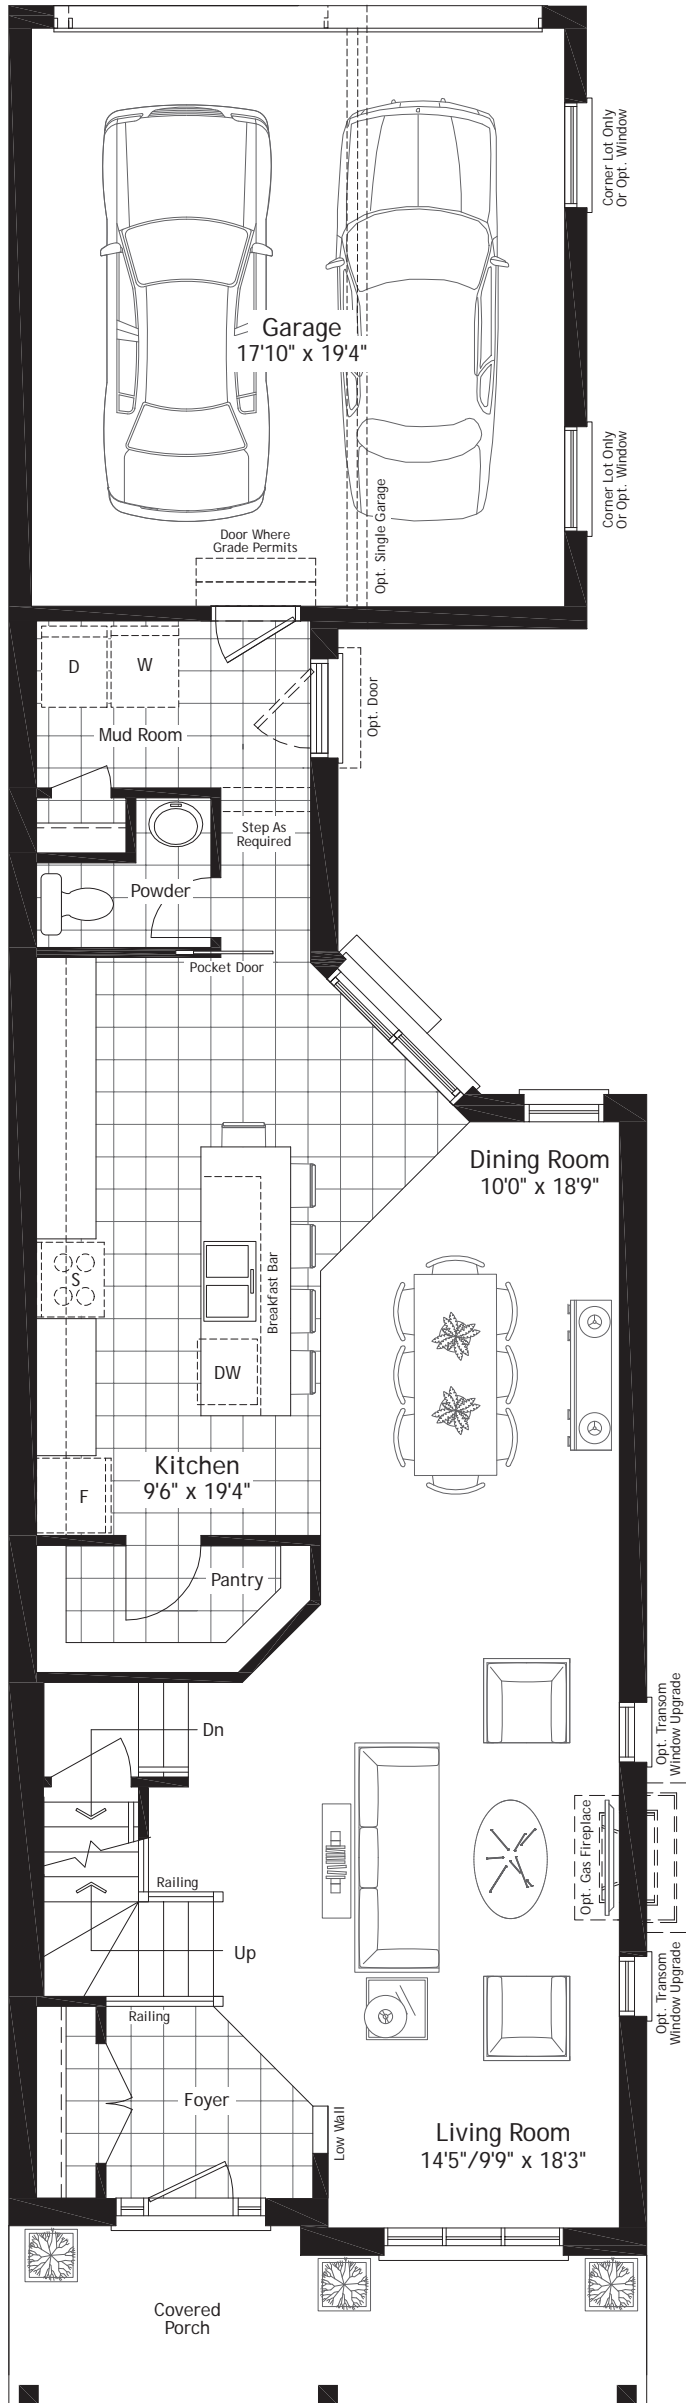 Corner Lot Only
Or Opt. Window
Garage
17'10" x 19'4"
Corner Lot Only
Or Opt. Window
Opt. Single Garage
Door Where
Grade Permits
D
W
Mud Room
Opt. Door
Step As
Required
Powder
Pocket Door
Dining Room
10'0" x 18'9"
S
Breakfast Bar
DW
Kitchen
9'6" x 19'4"
F
Pantry
Dn
Opt. Transom
Window Upgrade
Opt. Gas Fireplace
Railing
Up
Opt. Transom
Window Upgrade
Railing
Foyer
Low Wall
Living Room
14'5"/9'9" x 18'3"
Covered
Porch